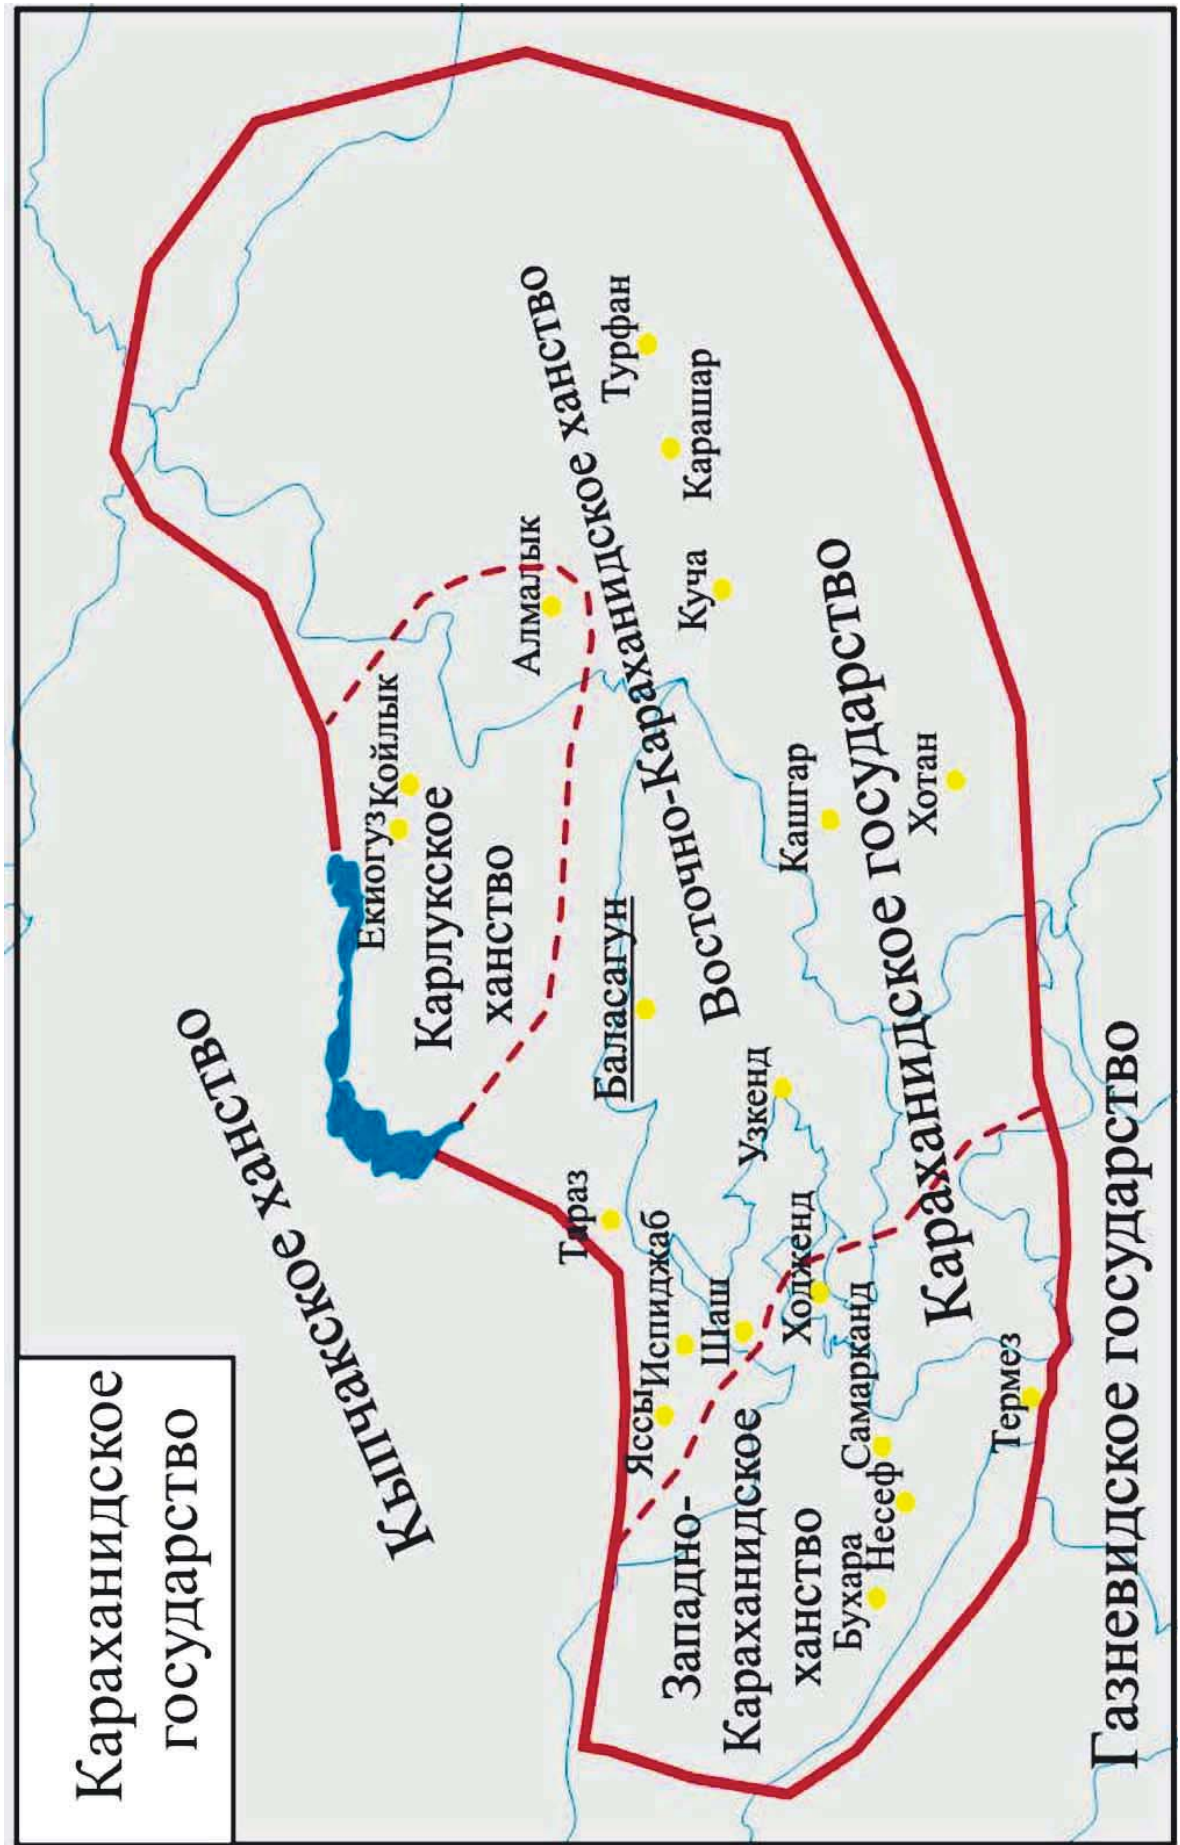 Караханидское
государство
Кыпчакское ханство
Екиогуз
Койлык
Карлукское
ханство
Алмалык
Тараз
Баласагун
Восточно-Караханидское ханство
Турфан
Карашар
Куча
Яссы
Испиджаб
Шаш
Узкенд
Ходженд
Кашгар
Хотан
Западно-
Караханидское
ханство
Самарканд
Несеф
Бухара
Термез
Караханидское государство
Газневидское государство